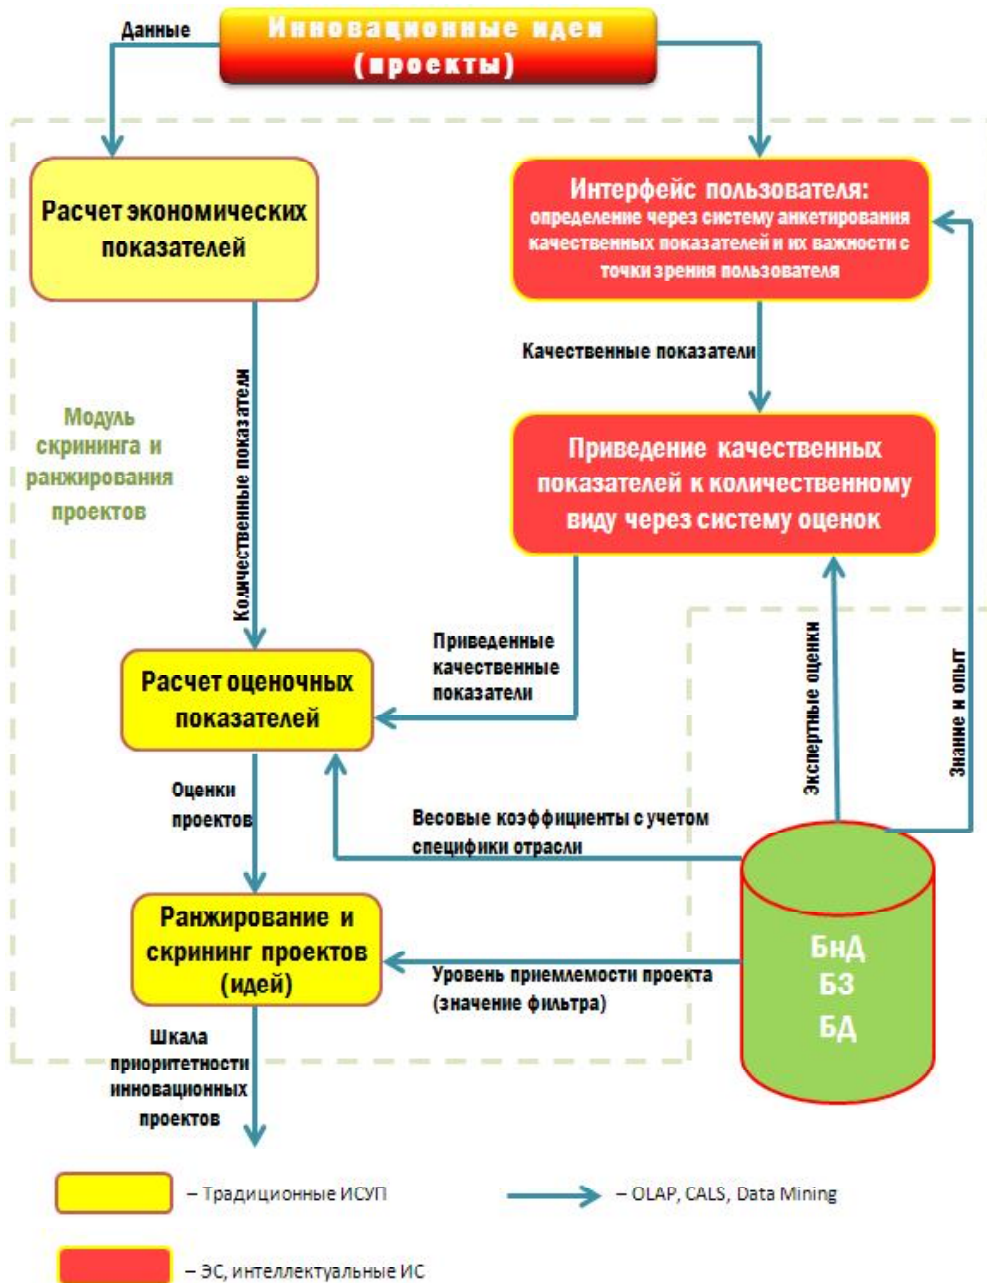 Данные
Инновационные идеи
(проекты)
Расчет экономических
показателей
Интерфейс пользователя:
определение через систему анкетирования
качественных показателей и их важности с
точки зрения пользователя
Качественные показатели
Количественные показатели
Модуль
скрининга и
ранжирования
проектов
Приведение качественных
показателей к количественному
виду через систему оценок
Приведенные
качественные
показатели
Расчет оценочных
показателей
Экспертные оценки
Знание и опыт
Оценки
проектов
Весовые коэффициенты с учетом
специфики отрасли
Ранжирование и
скрининг проектов
(идей)
Уровень приемлемости проекта
(значение фильтра)
БнД
БЗ
БД
Шкала
приоритетности
инновационных
проектов
– Традиционные ИСУП
– OLAP, CALS, Data Mining
– ЭС, интеллектуальные ИС